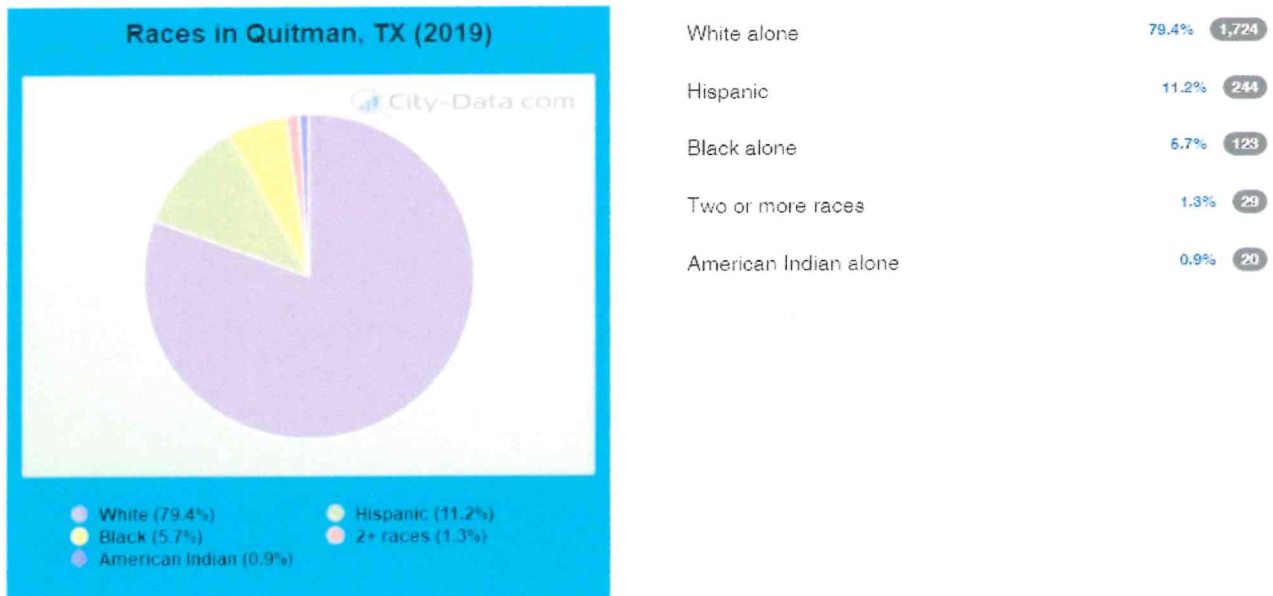 Races in Quitman, TX (2019)
City-Data.com
White (79.4%)
Hispanic (11.2%)
Black (5.7%)
2+ races (1.3%)
American Indian (0.9%)
White alone 79.4% 1,724
Hispanic 11.2% 244
Black alone 5.7% 123
Two or more races 1.3% 29
American Indian alone 0.9% 20